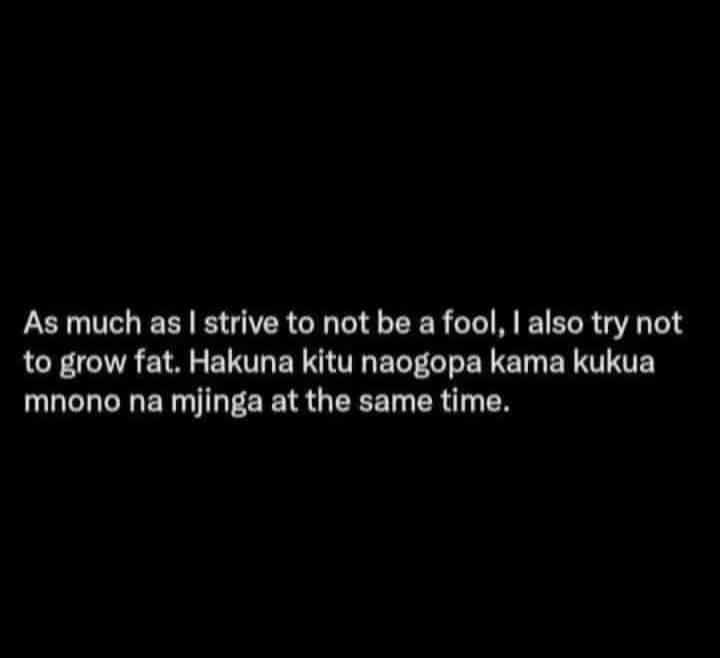 As much as I strive to not be a fool, I also try not
to grow fat. Hakuna kitu naogopa kama kukua
mnono na mjinga at the same time.